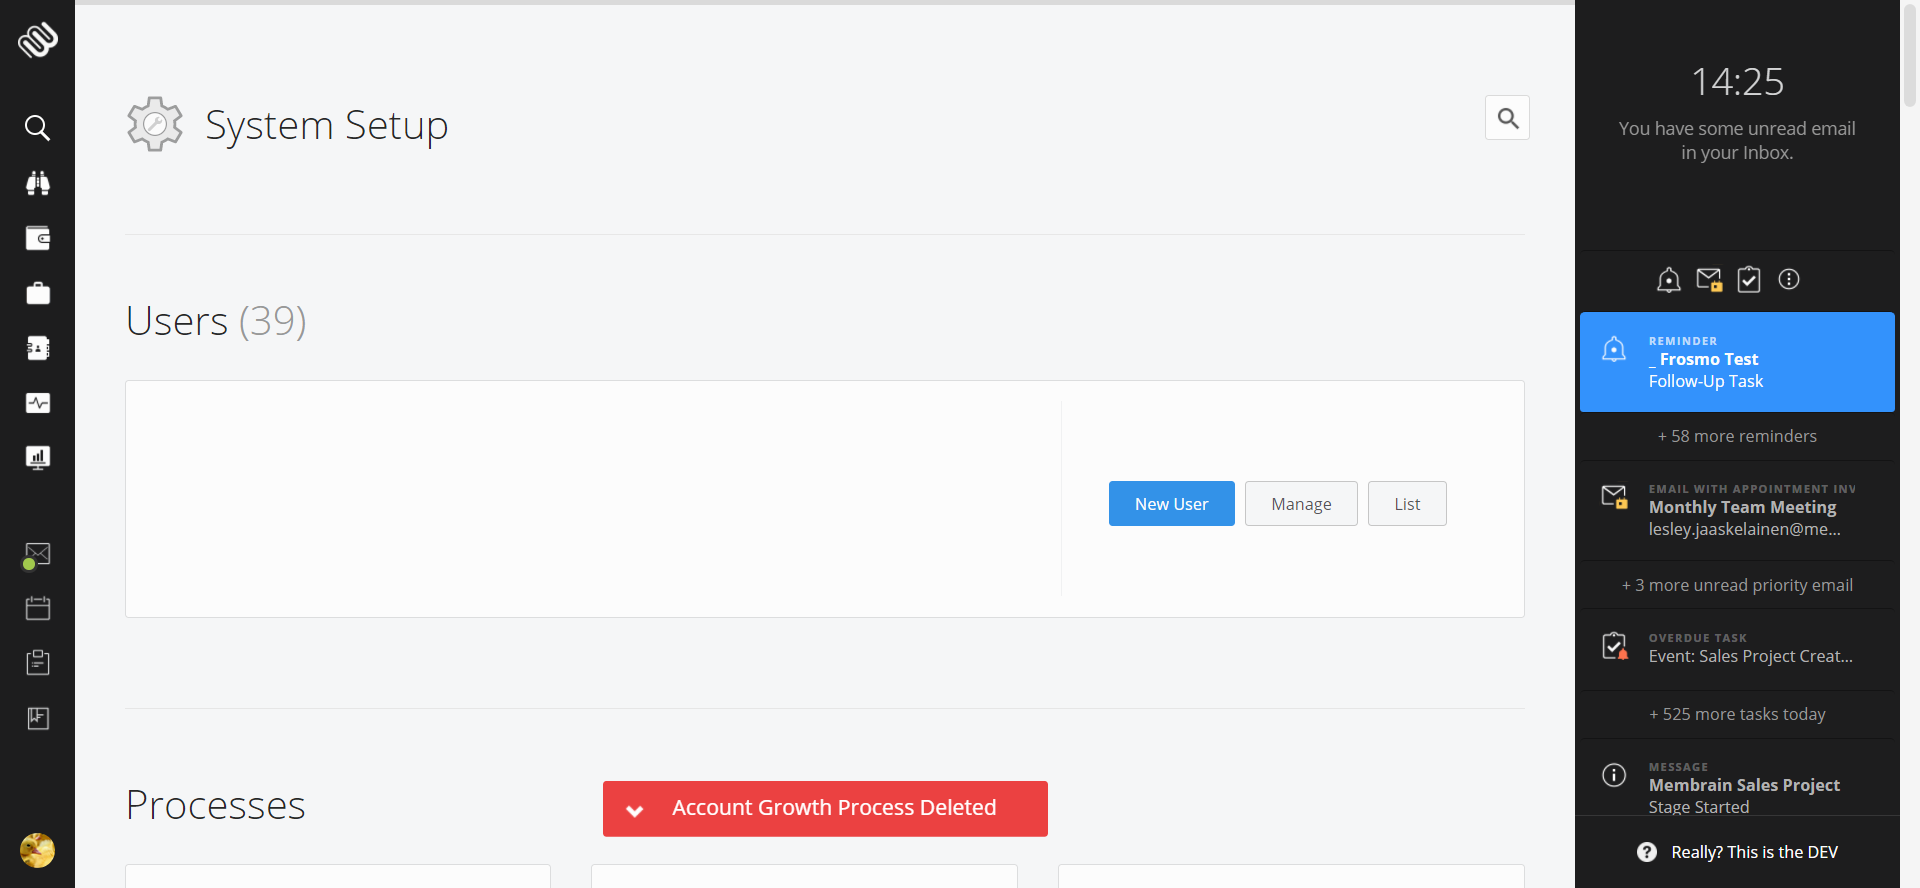 System Setup
Users (39)
New User
Manage
List
Processes
Account Growth Process Deleted
14:25
You have some unread email
in your Inbox.
REMINDER
_ Frosmo Test
Follow-Up Task
+ 58 more reminders
EMAIL WITH APPOINTMENT INV
Monthly Team Meeting
lesley.jaaskelainen@me...
+ 3 more unread priority email
OVERDUE TASK
Event: Sales Project Creat...
+ 525 more tasks today
MESSAGE
Membrain Sales Project
Stage Started
Really? This is the DEV